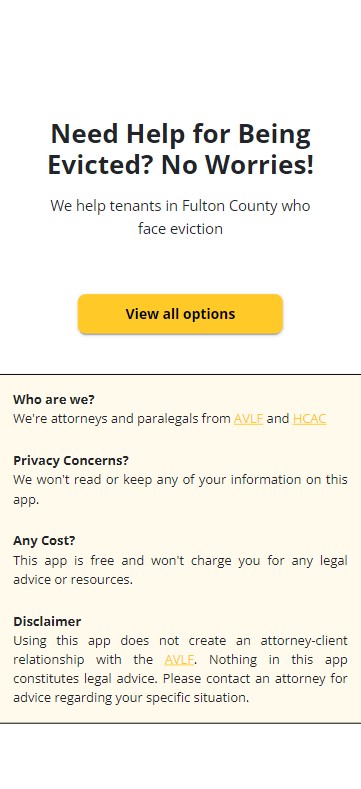 Need Help for Being
Evicted? No Worries!
We help tenants in Fulton County who
face eviction
View all options
Who are we?
We're attorneys and paralegals from AVLF and HCAC
Privacy Concerns?
We won't read or keep any of your information on this
app.
Any Cost?
This app is free and won't charge you for any legal
advice or resources.
Disclaimer
Using this app does not create an attorney-client
relationship with the AVLF. Nothing in this app
constitutes legal advice. Please contact an attorney for
advice regarding your specific situation.